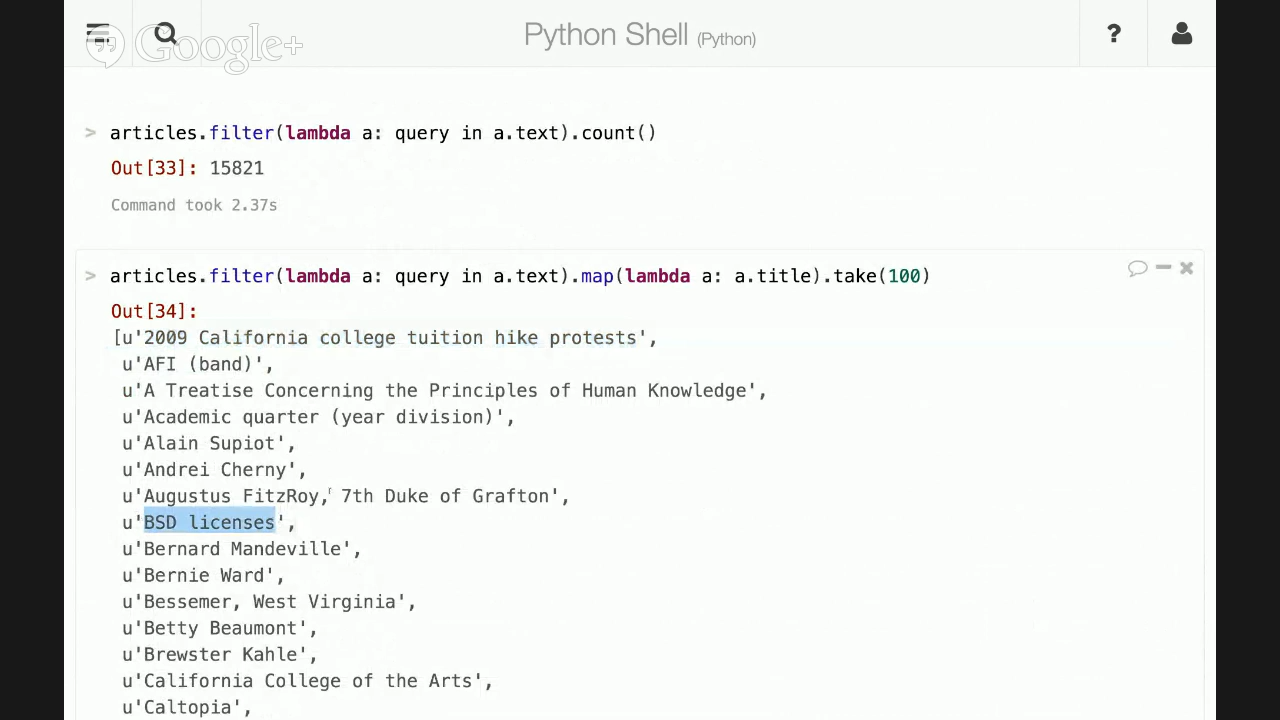 Google+
Python Shell (Python)
?
> articles.filter(lambda a: query in a.text).count()
Out[33]: 15821
Command took 2.37s
> articles.filter(lambda a: query in a.text).map(lambda a: a.title).take(100)
Out[34]:
[u'2009 California college tuition hike protests',
u'AFI (band)',
u'A Treatise Concerning the Principles of Human Knowledge',
u'Academic quarter (year division)',
u'Alain Supiot',
u'Andrei Cherny',
u'Augustus FitzRoy, 7th Duke of Grafton',
u'BSD licenses',
u'Bernard Mandeville',
u'Bernie Ward',
u'Bessemer, West Virginia',
u'Betty Beaumont',
u'Brewster Kahle',
u'California College of the Arts',
u'Caltopia',